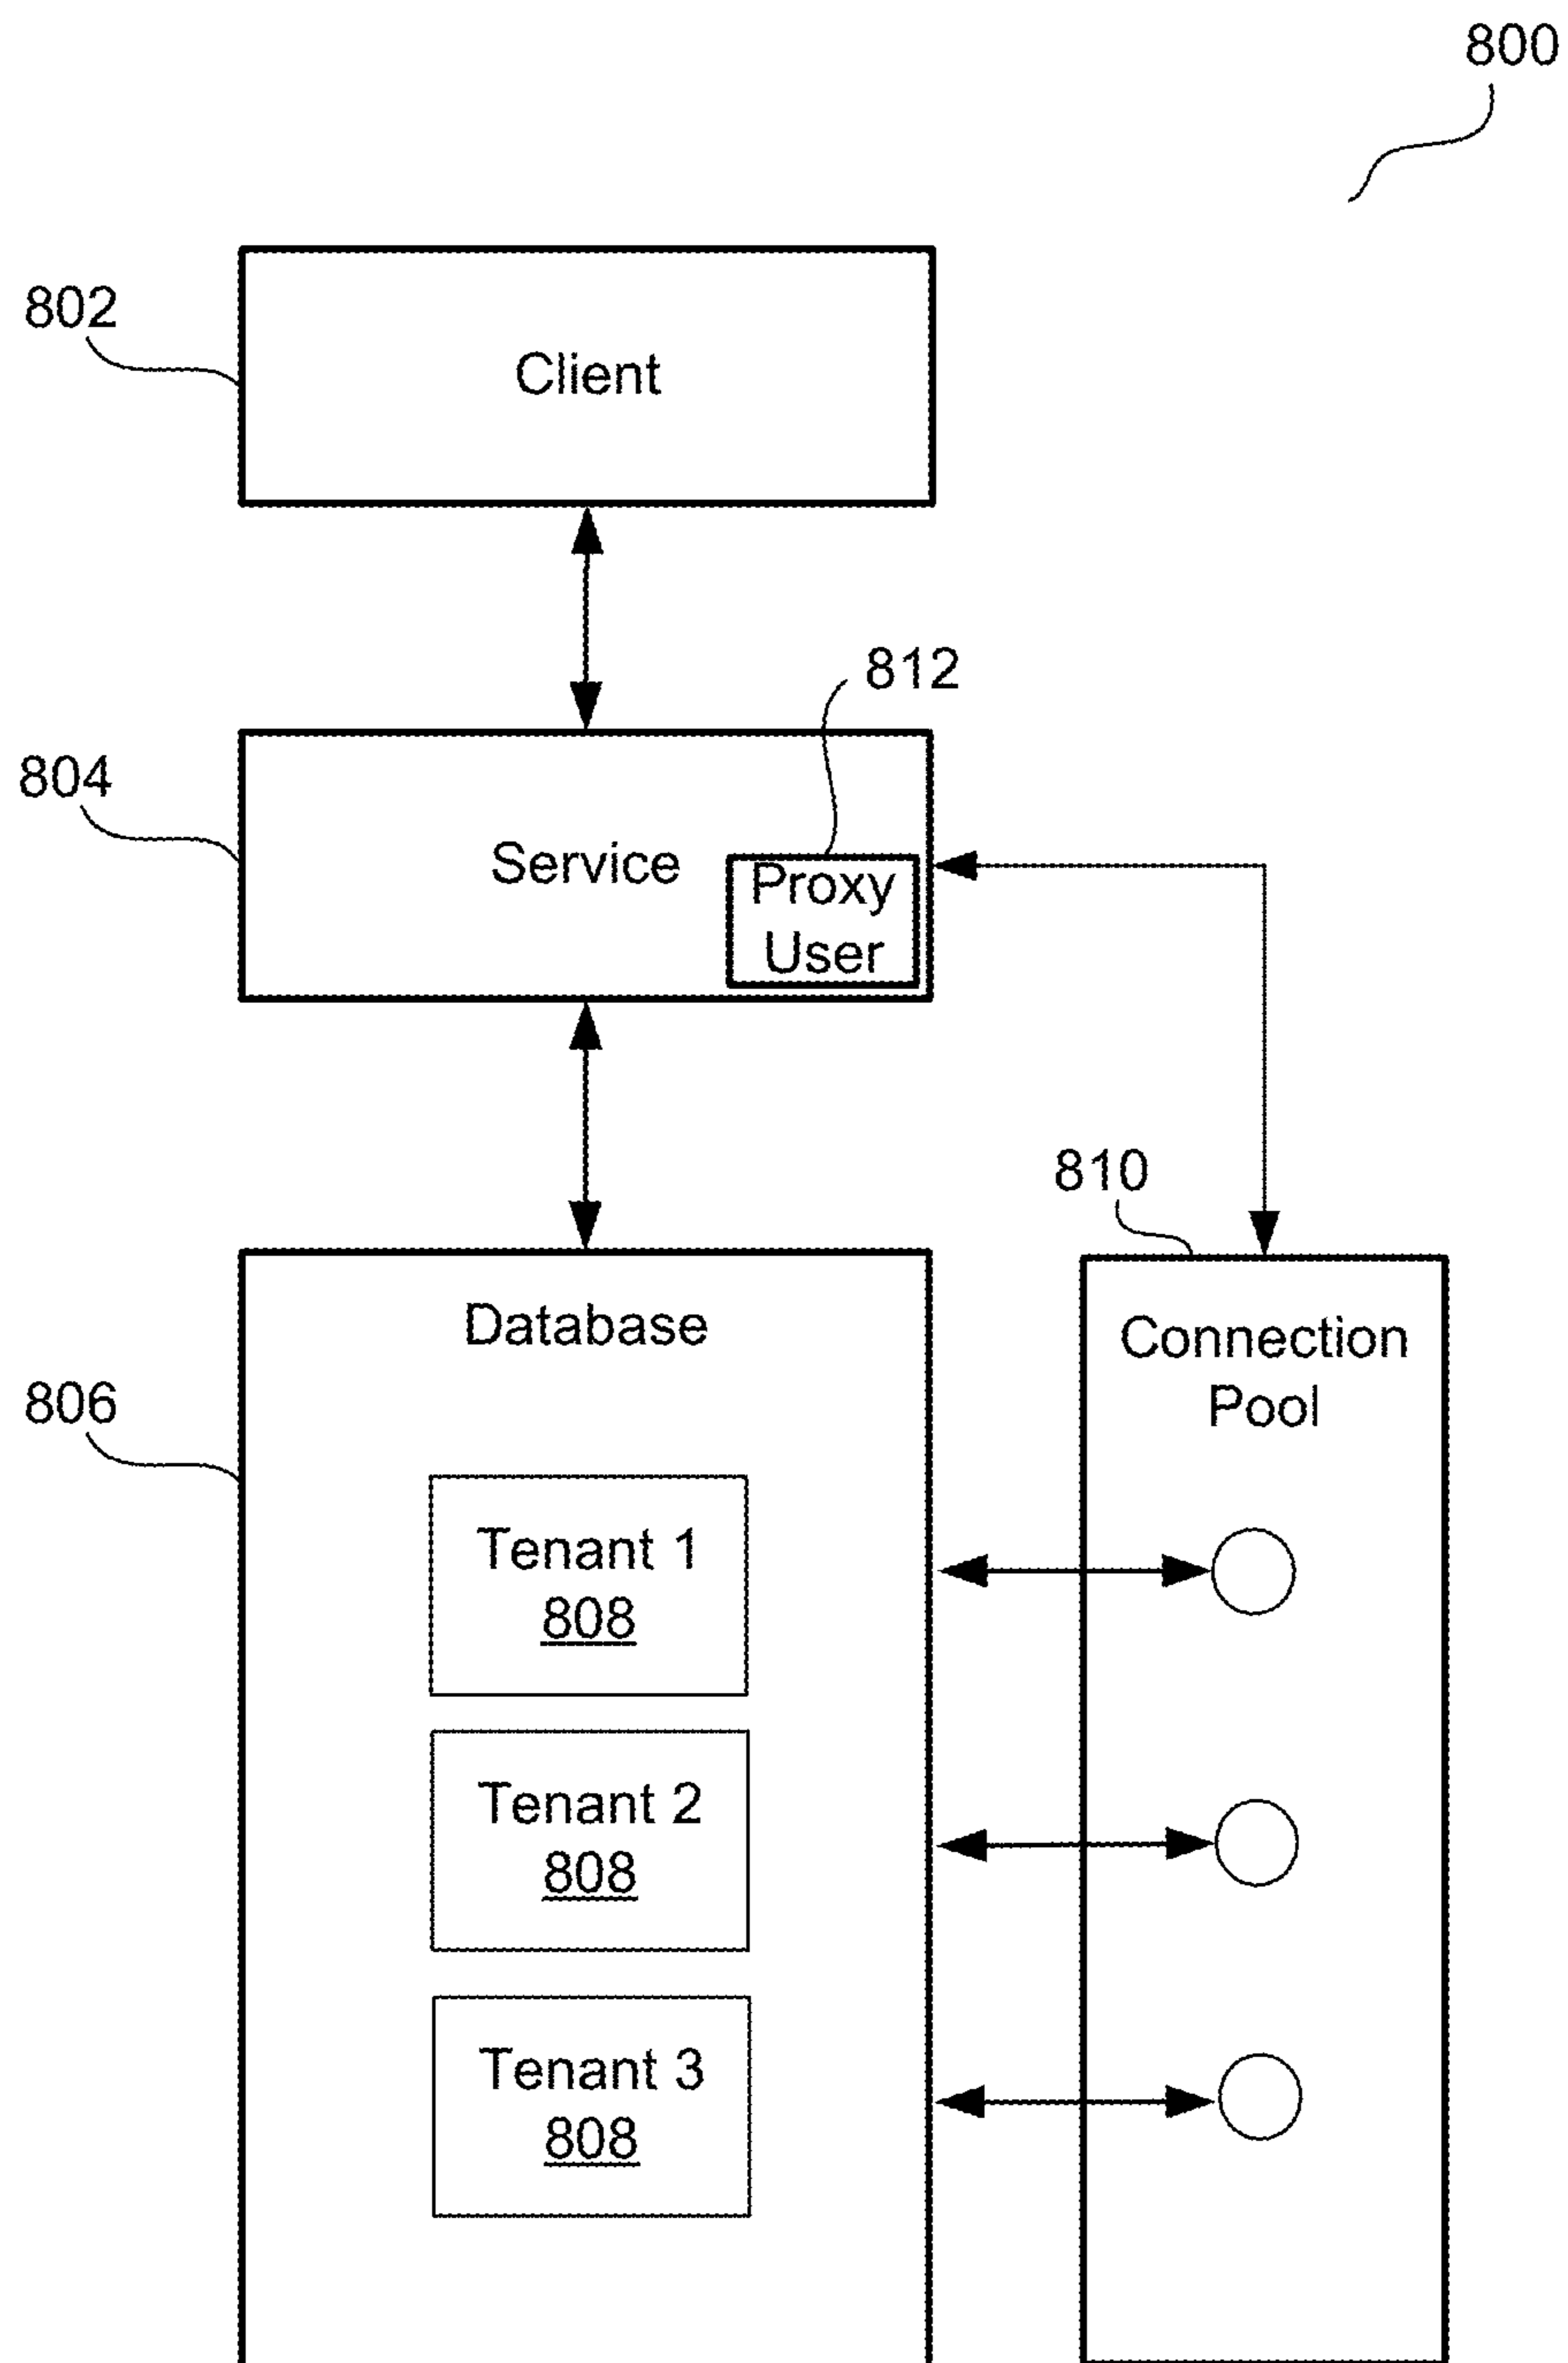 800
802
Client
812
804
Service
Proxy
User
810
Database
Connection
Pool
806
Tenant 1
808
Tenant 2
808
Tenant 3
808